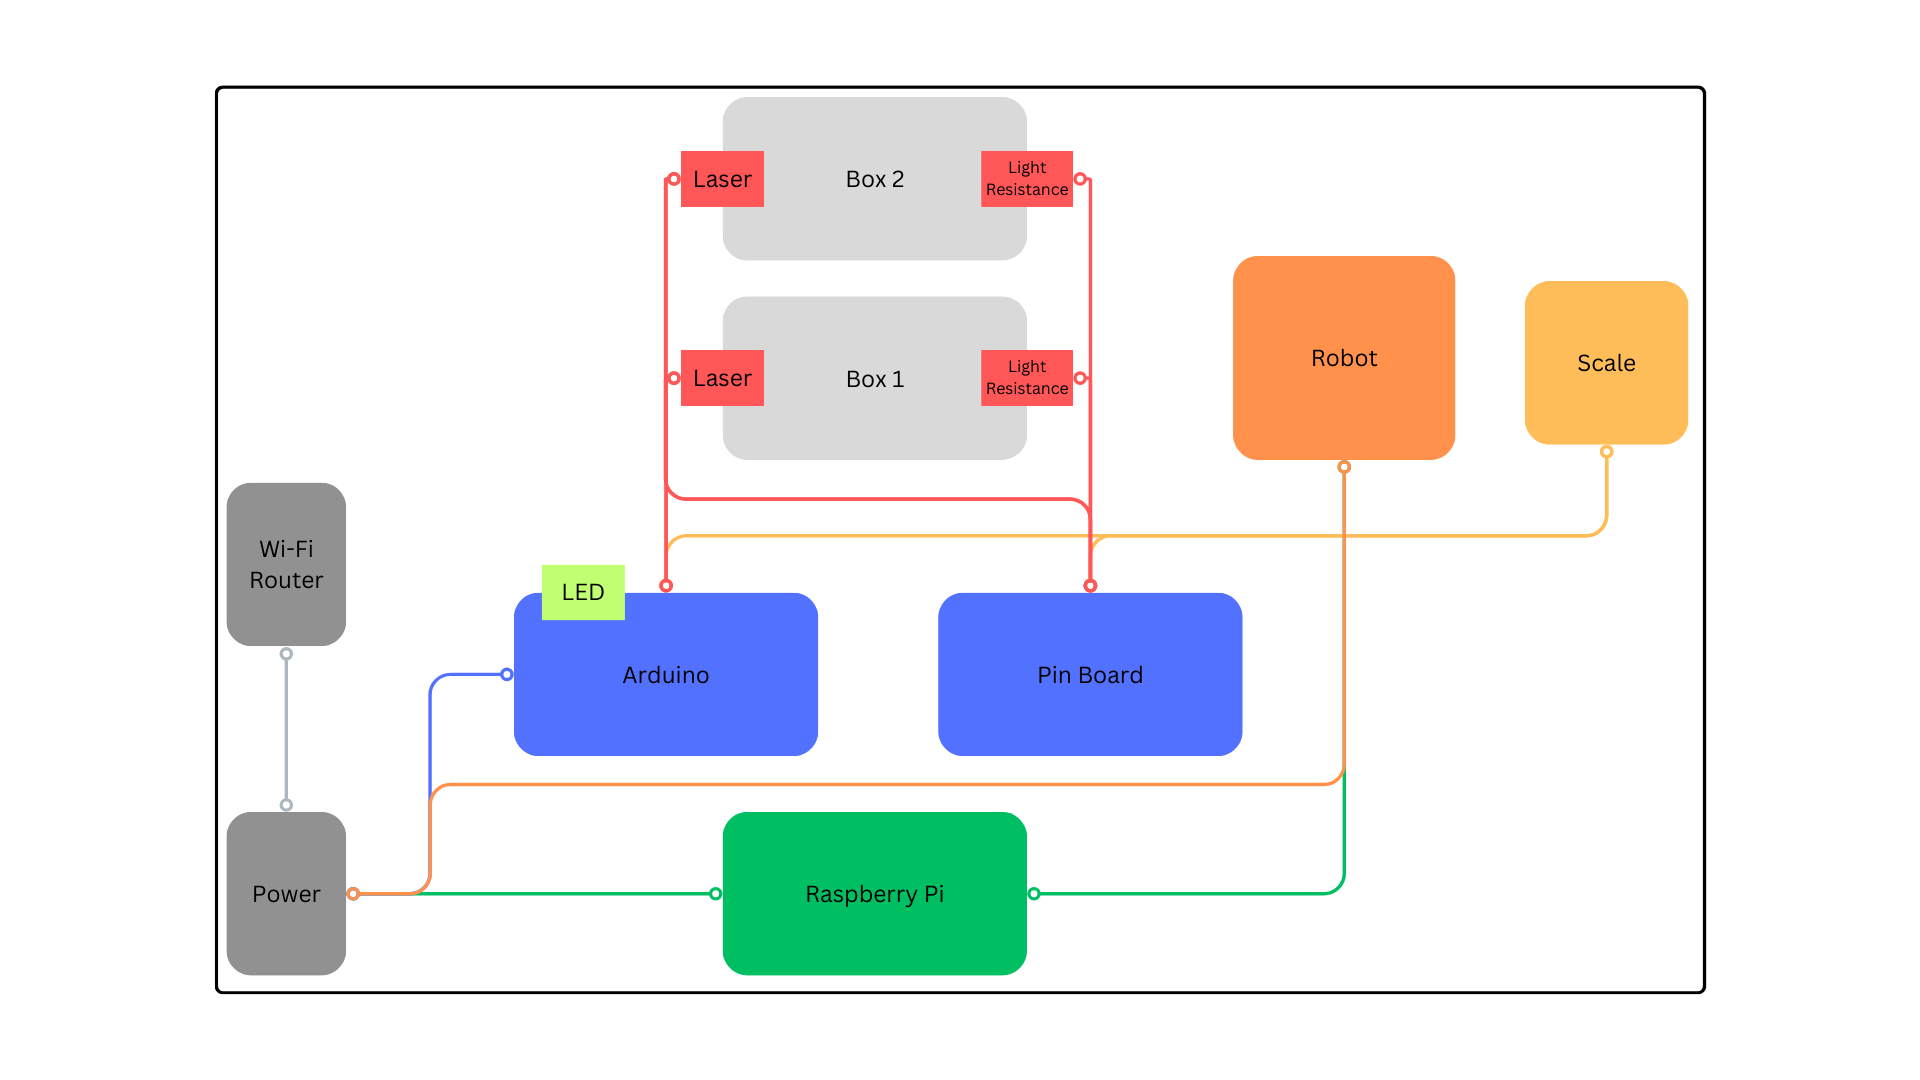 Laser
Box 2
Light
Resistance
Laser
Box 1
Light
Resistance
Robot
Scale
Wi-Fi
Router
LED
Arduino
Pin Board
Power
Raspberry Pi